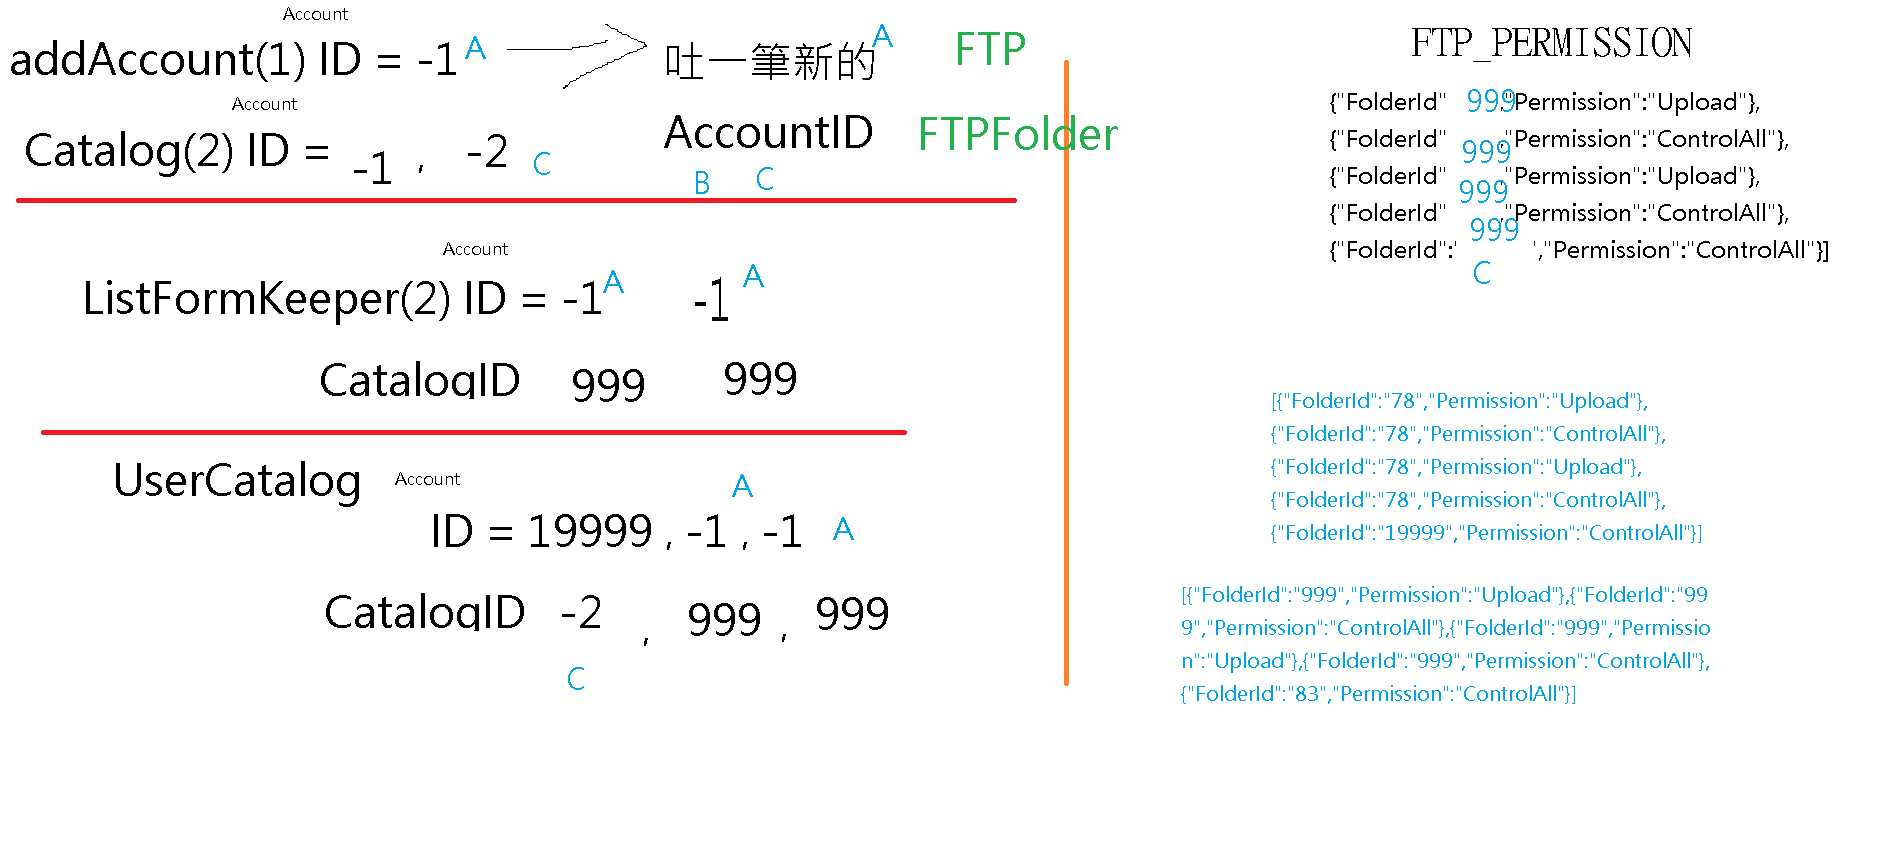 Account
addAccount(1) ID = -1 A 吐一筆新的 A FTP
Account
Catalog(2) ID = -1 , -2 C AccountID FTPFolder
B C
Account
ListFormKeeper(2) ID = -1 A -1 A
CatalogID 999 999
UserCatalog Account A
ID = 19999 , -1 , -1 A
CatalogID -2 , 999 , 999
C
FTP_PERMISSION
{"FolderId" 999 ,"Permission":"Upload"},
{"FolderId" 999 ,"Permission":"ControlAll"},
{"FolderId" 999 ,"Permission":"Upload"},
{"FolderId" 999 ,"Permission":"ControlAll"},
{"FolderId":' ',"Permission":"ControlAll"}]
C
[{"FolderId":"78","Permission":"Upload"},
{"FolderId":"78","Permission":"ControlAll"},
{"FolderId":"78","Permission":"Upload"},
{"FolderId":"78","Permission":"ControlAll"},
{"FolderId":"19999","Permission":"ControlAll"}]
[{"FolderId":"999","Permission":"Upload"},{"FolderId":"99
9","Permission":"ControlAll"},{"FolderId":"999","Permissio
n":"Upload"},{"FolderId":"999","Permission":"ControlAll"},
{"FolderId":"83","Permission":"ControlAll"}]